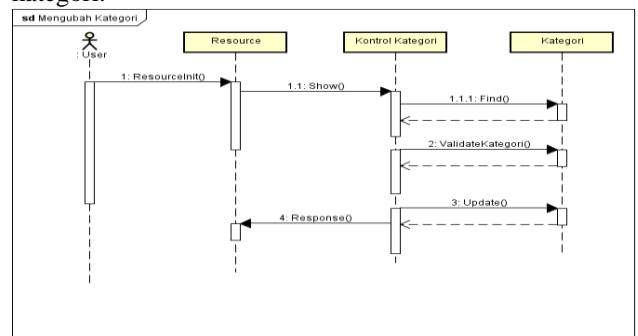 kategori.
sd Mengubah Kategori
: User
Resource
Kontrol Kategori
Kategori
1: ResourceInit()
1.1: Show()
1.1.1: Find()
2: ValidateKategori()
3: Update()
4: Response()